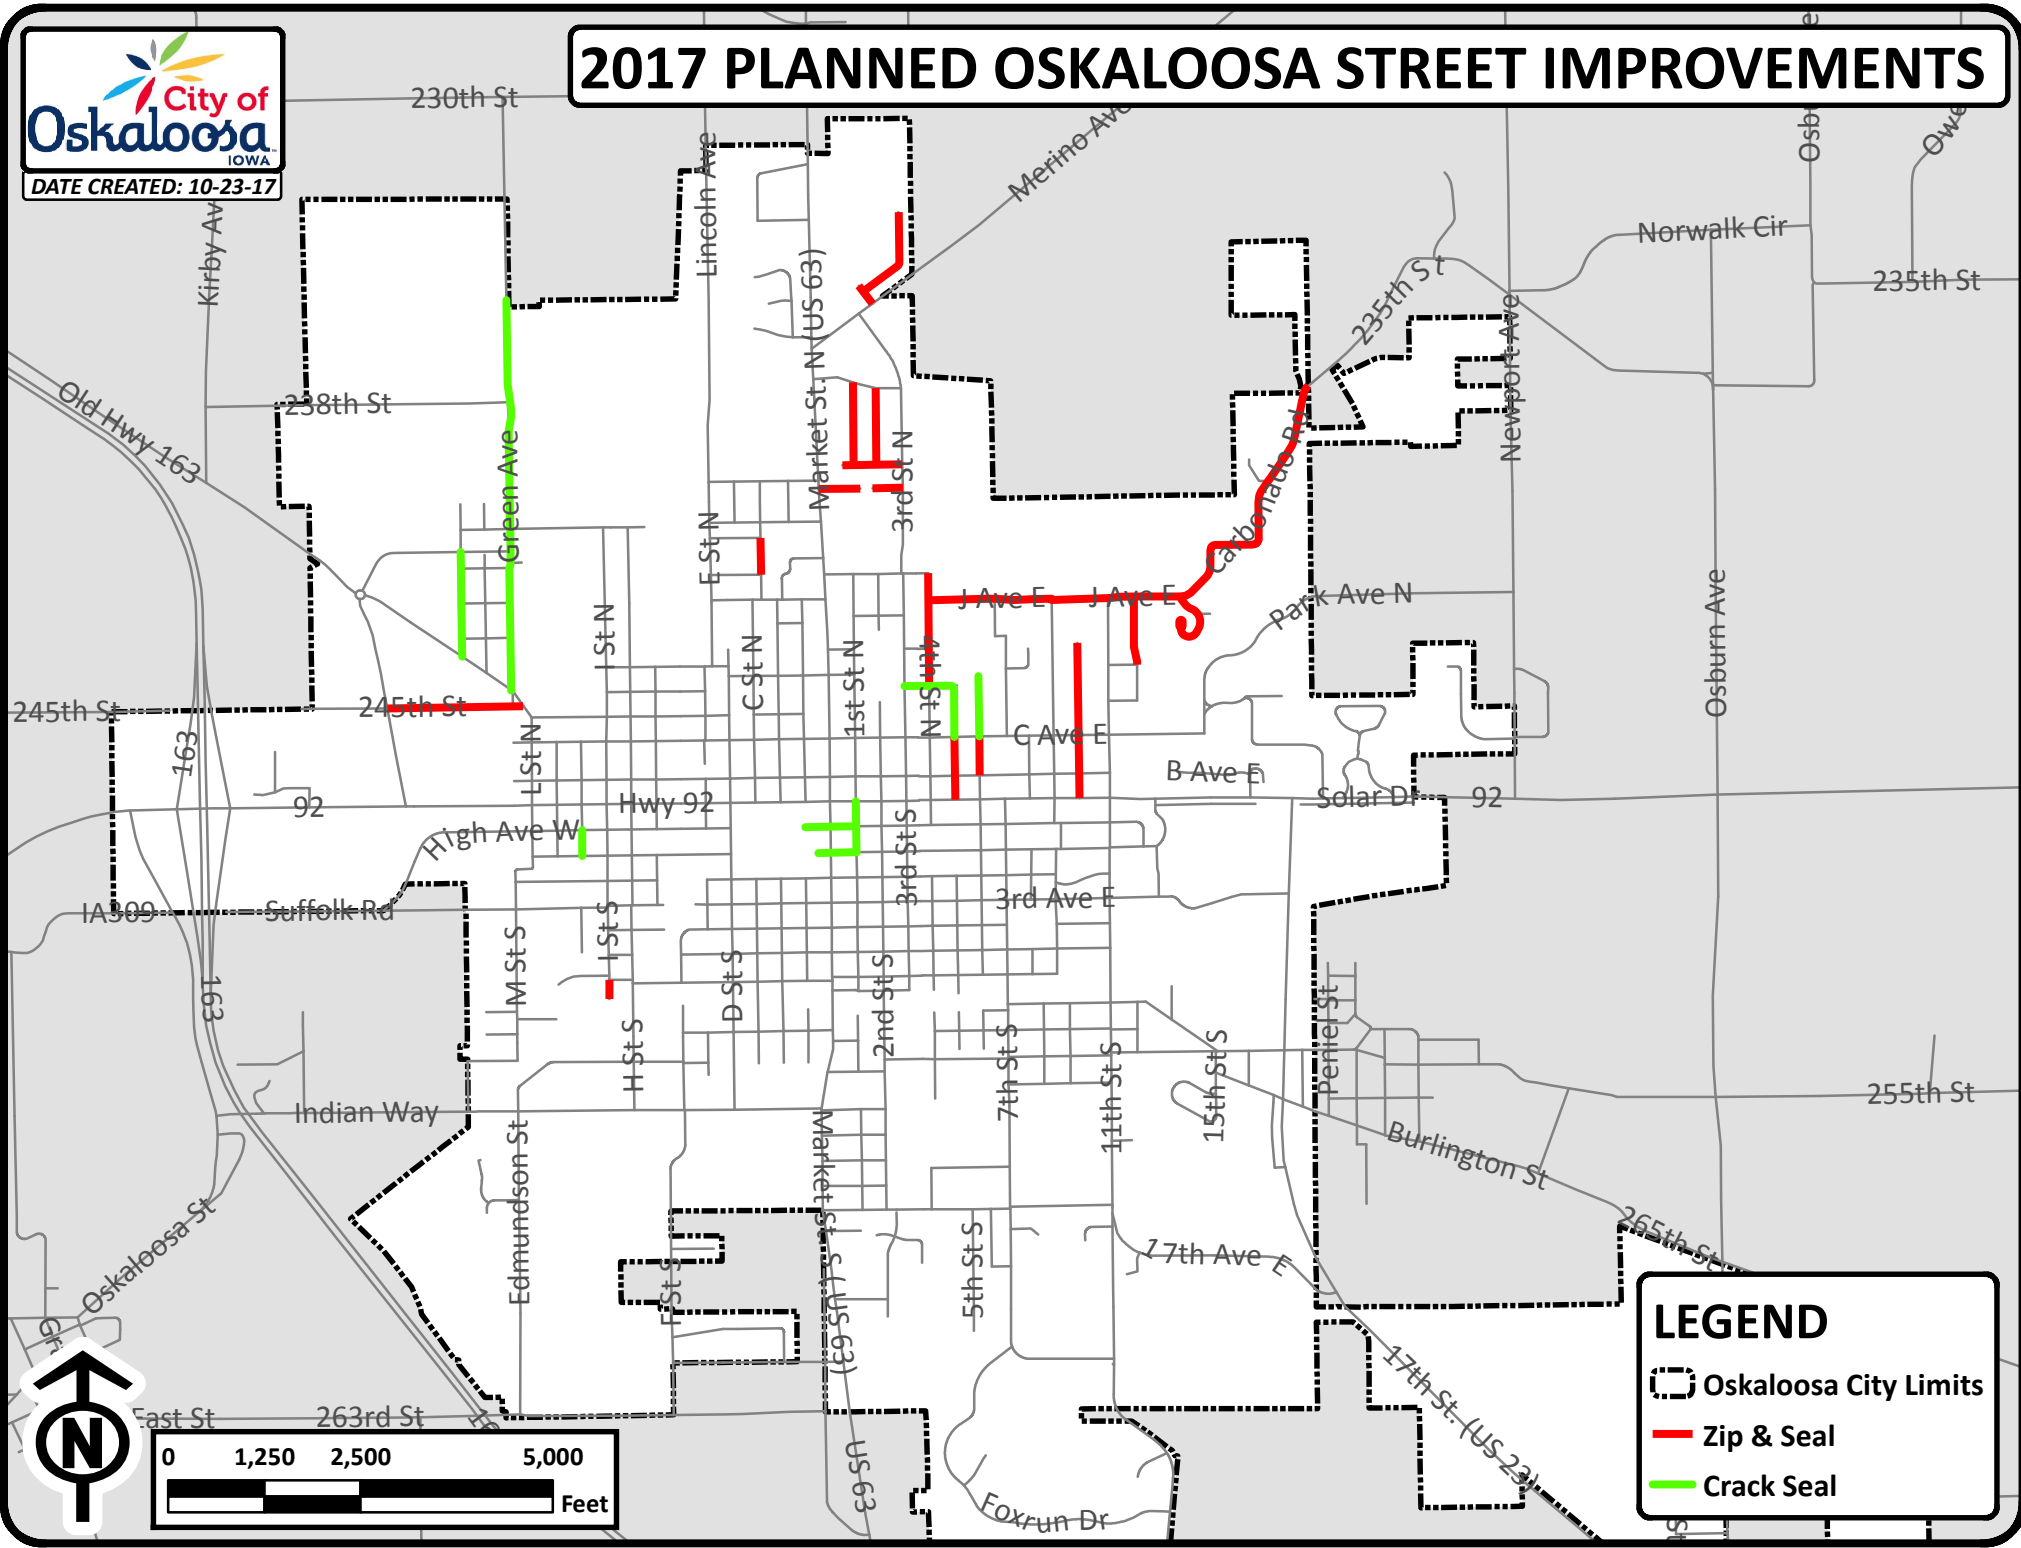 2017 PLANNED OSKALOOSA STREET IMPROVEMENTS
City of
Oskaloosa
IOWA
DATE CREATED: 10-23-17
230th St
Merino Ave
Lincoln Ave
Kirby Av
Norwalk Cir
235th St
235th St
Newport Ave
Market St. N (US 63)
Old Hwy 163
238th St
Green Ave
3rd St N
Carbonado Rd
E St N
I St N
J Ave E
J Ave E
Park Ave N
Osburn Ave
C St N
1st St N
4th St N
245th St
245th St
163
L St N
C Ave E
B Ave E
Solar Dr
92
92
Hwy 92
High Ave W
3rd St S
3rd Ave E
IA309
Suffolk Rd
I St S
M St S
D St S
2nd St S
163
H St S
7th St S
11th St S
15th St S
Peniel St
255th St
Indian Way
Burlington St
Edmundson St
Market St S (US 63)
Oskaloosa St
265th St
5th St S
17th Ave E
F St S
17th St. (US 23)
East St
263rd St
US 63
Foxrun Dr
N
0 1,250 2,500 5,000
Feet
LEGEND
Oskaloosa City Limits
Zip & Seal
Crack Seal